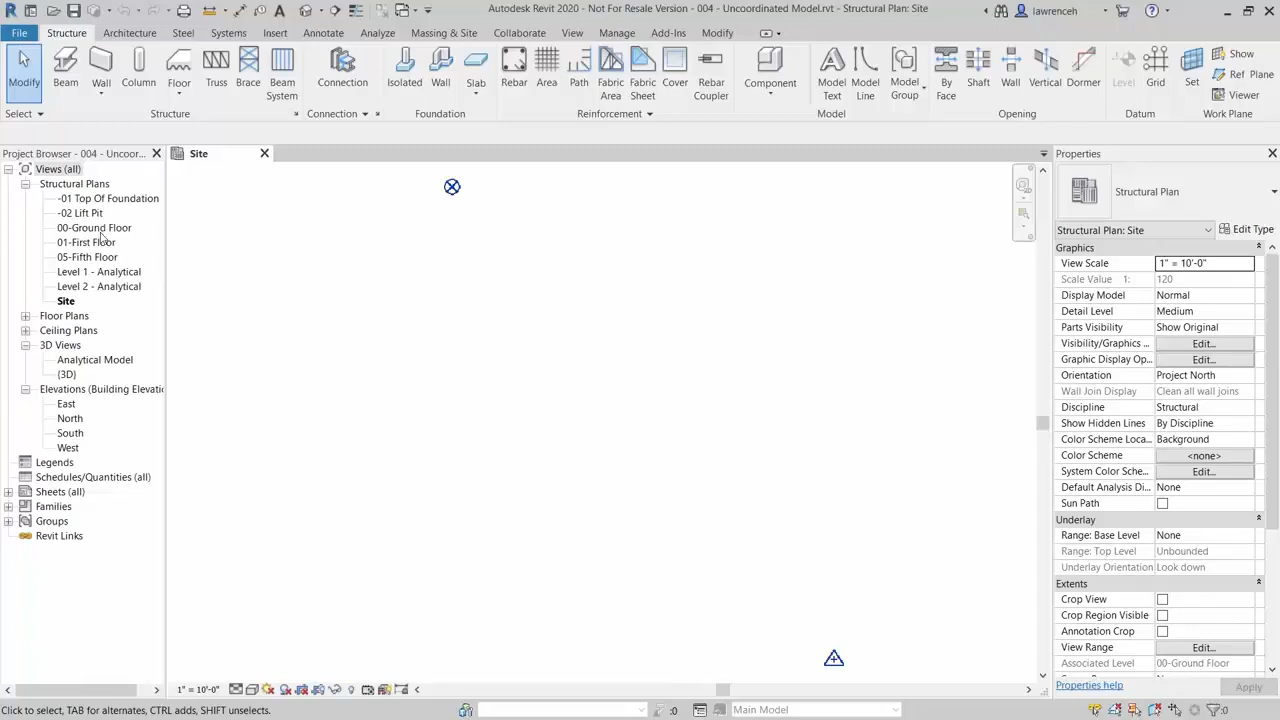 Autodesk Revit 2020 - Not For Resale Version - 004 - Uncoordinated Model.rvt - Structural Plan: Site
lawrenceh
File Structure Architecture Steel Systems Insert Annotate Analyze Massing & Site Collaborate View Manage Add-Ins Modify
Modify Beam Wall Column Floor Truss Brace Beam System Connection Isolated Wall Slab Rebar Area Path Fabric Area Fabric Sheet Cover Rebar Coupler Component Model Text Model Line Model Group By Face Shaft Wall Vertical Dormer Level Grid Set
Show
Ref Plane
Viewer
Select Structure Connection Foundation Reinforcement Model Opening Datum Work Plane
Project Browser - 004 - Uncoor...
Views (all)
Structural Plans
-01 Top Of Foundation
-02 Lift Pit
00-Ground Floor
01-First Floor
05-Fifth Floor
Level 1 - Analytical
Level 2 - Analytical
Site
Floor Plans
Ceiling Plans
3D Views
Analytical Model
{3D}
Elevations (Building Elevatic
East
North
South
West
Legends
Schedules/Quantities (all)
Sheets (all)
Families
Groups
Revit Links
Site
Properties
Structural Plan
Structural Plan: Site
Edit Type
Graphics
View Scale 1" = 10'-0"
Scale Value 1: 120
Display Model Normal
Detail Level Medium
Parts Visibility Show Original
Visibility/Graphics ... Edit...
Graphic Display Op... Edit...
Orientation Project North
Wall Join Display Clean all wall joins
Discipline Structural
Show Hidden Lines By Discipline
Color Scheme Loca... Background
Color Scheme <none>
System Color Sche... Edit...
Default Analysis Di... None
Sun Path
Underlay
Range: Base Level None
Range: Top Level Unbounded
Underlay Orientation Look down
Extents
Crop View
Crop Region Visible
Annotation Crop
View Range Edit...
Associated Level 00-Ground Floor
Properties help Apply
1" = 10'-0"
Click to select, TAB for alternates, CTRL adds, SHIFT unselects.
:0
Main Model
:0